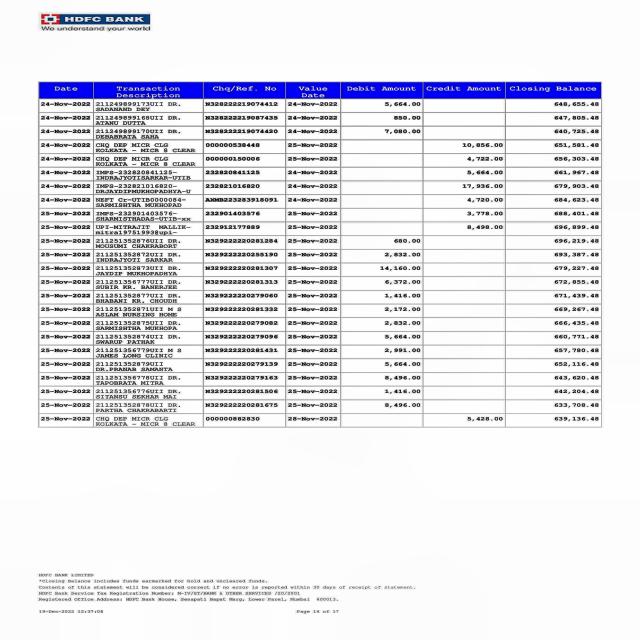 HDFC BANK
We understand your world
Date Transaction Description Chq/Ref. No Value Date Debit Amount Credit Amount Closing Balance
24-Nov-2022 211249899173UII DR. SADANAND DEY N328222219074412 24-Nov-2022 5,664.00 648,655.48
24-Nov-2022 211249899168UII DR. ATANU DUTTA N328222219087435 24-Nov-2022 850.00 647,805.48
24-Nov-2022 211249899170UII DR. DEBABRATA SAHA N328222219074420 24-Nov-2022 7,080.00 640,725.48
24-Nov-2022 CHQ DEP MICR CLG KOLKATA - MICR 8 CLEAR 000000538448 25-Nov-2022 10,856.00 651,581.48
24-Nov-2022 CHQ DEP MICR CLG KOLKATA - MICR 8 CLEAR 000000150006 25-Nov-2022 4,722.00 656,303.48
24-Nov-2022 IMPS-232820841125- INDRAJYOTISARKAR-UTIB 232820841125 24-Nov-2022 5,664.00 661,967.48
24-Nov-2022 IMPS-232821016820- DRJAYDIPMUKHOPADHYA-U 232821016820 24-Nov-2022 17,936.00 679,903.48
24-Nov-2022 NEFT Cr-UTIB0000084- SARMISHTHA MUKHOPAD AXMB223283918091 24-Nov-2022 4,720.00 684,623.48
25-Nov-2022 IMPS-232901403576- SHARMISTHADAS-UTIB-xx 232901403576 25-Nov-2022 3,778.00 688,401.48
25-Nov-2022 UPI-MITRAJIT MALLIK- mitra19751993@upi- 232912177889 25-Nov-2022 8,498.00 696,899.48
25-Nov-2022 211251352876UII DR. MOUSUMI CHAKRABORT N329222220281284 25-Nov-2022 680.00 696,219.48
25-Nov-2022 211251352872UII DR. INDRAJYOTI SARKAR N329222220255190 25-Nov-2022 2,832.00 693,387.48
25-Nov-2022 211251352873UII DR. JAYDIP MUKHOPADHYA N329222220281307 25-Nov-2022 14,160.00 679,227.48
25-Nov-2022 211251356777UII DR. SUBIR KR. BANERJEE N329222220281313 25-Nov-2022 6,372.00 672,855.48
25-Nov-2022 211251352877UII DR. BHABANI KR. CHOUDH N329222220279060 25-Nov-2022 1,416.00 671,439.48
25-Nov-2022 211251352871UII M S ASLAM NURSING HOME N329222220281332 25-Nov-2022 2,172.00 669,267.48
25-Nov-2022 211251352875UII DR. SARMISHTHA MUKHOPA N329222220279082 25-Nov-2022 2,832.00 666,435.48
25-Nov-2022 211251352874UII DR. SWARUP PATHAK N329222220279096 25-Nov-2022 5,664.00 660,771.48
25-Nov-2022 211251356779UII M S JAMES LONG CLINIC N329222220281431 25-Nov-2022 2,991.00 657,780.48
25-Nov-2022 211251352879UII DR.PRANAB SAMANTA N329222220279139 25-Nov-2022 5,664.00 652,116.48
25-Nov-2022 211251356778UII DR. TAPOBRATA MITRA N329222220279163 25-Nov-2022 8,496.00 643,620.48
25-Nov-2022 211251356776UII DR. SITANSU SEKHAR MAI N329222220281506 25-Nov-2022 1,416.00 642,204.48
25-Nov-2022 211251352878UII DR. PARTHA CHAKRABARTI N329222220281675 25-Nov-2022 8,496.00 633,708.48
25-Nov-2022 CHQ DEP MICR CLG KOLKATA - MICR 8 CLEAR 000000882830 28-Nov-2022 5,428.00 639,136.48
HDFC BANK LIMITED
*Closing Balance includes funds earmarked for Hold and uncleared funds.
Contents of this statement will be considered correct if no error is reported within 30 days of receipt of statement.
HDFC Bank Service Tax Registration Number: M-IV/ST/BANK & OTHER SERVICES /20/2001
Registered Office Address: HDFC Bank House, Senapati Bapat Marg, Lower Parel, Mumbai 400013.
19-Dec-2022 12:37:08 Page 14 of 17